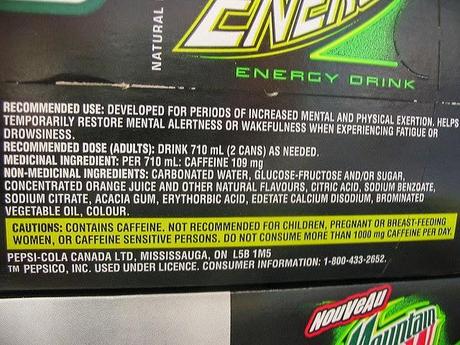 NATURAL
ENERG
ENERGY DRINK
RECOMMENDED USE: DEVELOPED FOR PERIODS OF INCREASED MENTAL AND PHYSICAL EXERTION. HELPS
TEMPORARILY RESTORE MENTAL ALERTNESS OR WAKEFULNESS WHEN EXPERIENCING FATIGUE OR
DROWSINESS.
RECOMMENDED DOSE (ADULTS): DRINK 710 mL (2 CANS) AS NEEDED.
MEDICINAL INGREDIENT: PER 710 mL: CAFFEINE 109 mg
NON-MEDICINAL INGREDIENTS: CARBONATED WATER, GLUCOSE-FRUCTOSE AND/OR SUGAR,
CONCENTRATED ORANGE JUICE AND OTHER NATURAL FLAVOURS, CITRIC ACID, SODIUM BENZOATE,
SODIUM CITRATE, ACACIA GUM, ERYTHORBIC ACID, EDETATE CALCIUM DISODIUM, BROMINATED
VEGETABLE OIL, COLOUR.
CAUTIONS: CONTAINS CAFFEINE. NOT RECOMMENDED FOR CHILDREN, PREGNANT OR BREAST-FEEDING
WOMEN, OR CAFFEINE SENSITIVE PERSONS. DO NOT CONSUME MORE THAN 1000 mg CAFFEINE PER DAY.
PEPSI-COLA CANADA LTD, MISSISSAUGA, ON L5B 1M5
™ PEPSICO, INC. USED UNDER LICENCE. CONSUMER INFORMATION: 1-800-433-2652.
NOUVEAU
Mountain